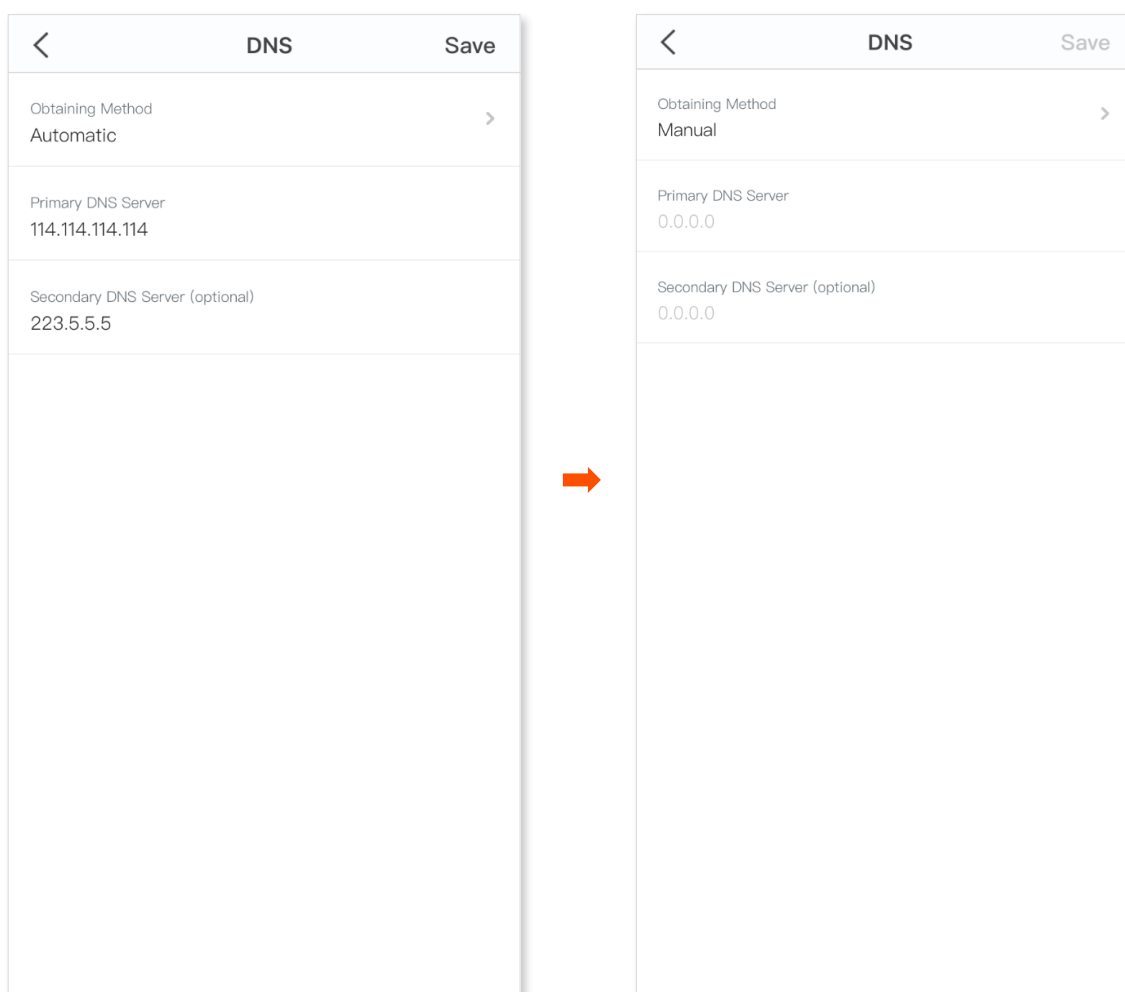 DNS Save
Obtaining Method
Automatic
Primary DNS Server
114.114.114.114
Secondary DNS Server (optional)
223.5.5.5
DNS Save
Obtaining Method
Manual
Primary DNS Server
0.0.0.0
Secondary DNS Server (optional)
0.0.0.0